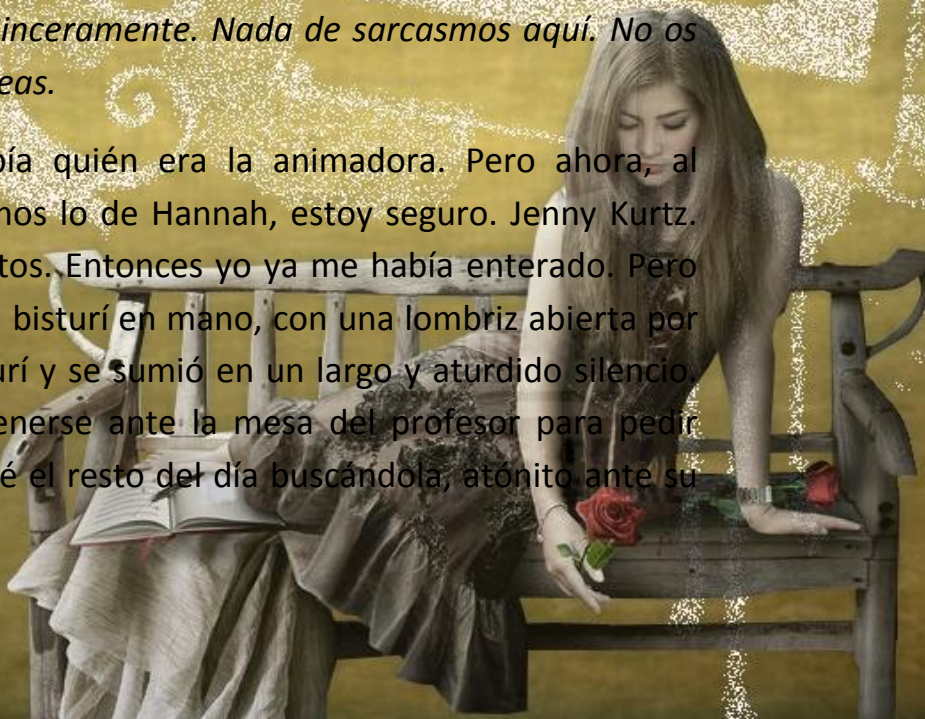 inceramente. Nada de sarcasmos aquí. No os
eas.
bía quién era la animadora. Pero ahora, al
nos lo de Hannah, estoy seguro. Jenny Kurtz.
tos. Entonces yo ya me había enterado. Pero
bisturí en mano, con una lombriz abierta por
urí y se sumió en un largo y aturdido silencio.
enerse ante la mesa del profesor para pedir
é el resto del día buscándola, atónito ante su